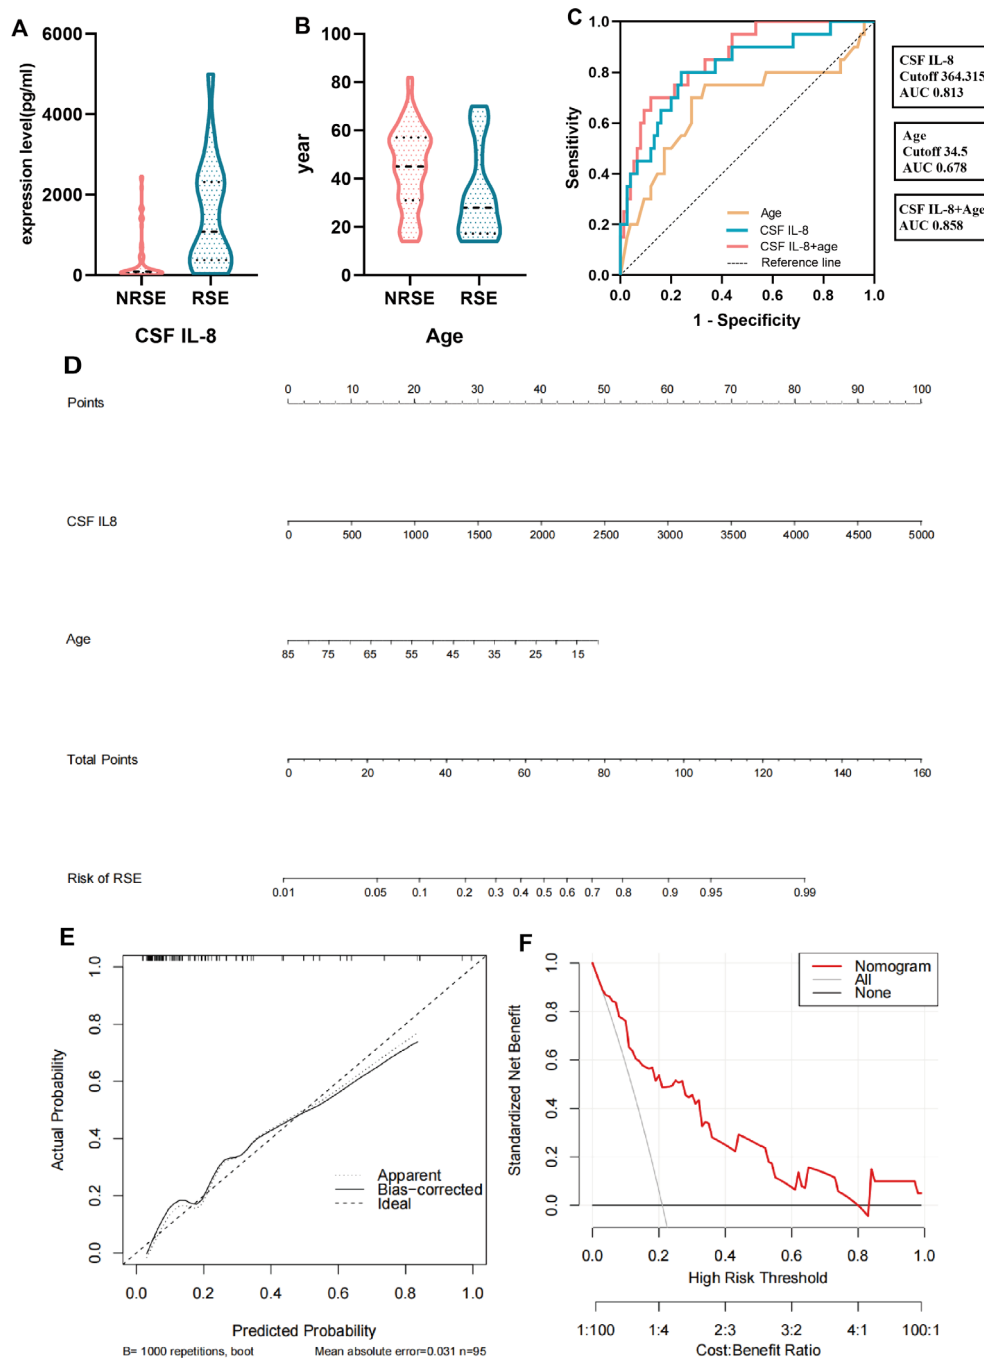 A
6000
4000
2000
0
expression level(pg/ml)
NRSE RSE
CSF IL-8
B
100
80
60
40
20
0
year
NRSE RSE
Age
C
1.0
0.8
0.6
0.4
0.2
0.0
Sensitivity
Age
CSF IL-8
CSF IL-8+age
Reference line
0.0 0.2 0.4 0.6 0.8 1.0
1 - Specificity
CSF IL-8
Cutoff 364.315
AUC 0.813
Age
Cutoff 34.5
AUC 0.678
CSF IL-8+Age
AUC 0.858
D
Points
0 10 20 30 40 50 60 70 80 90 100
CSF IL8
0 500 1000 1500 2000 2500 3000 3500 4000 4500 5000
Age
85 75 65 55 45 35 25 15
Total Points
0 20 40 60 80 100 120 140 160
Risk of RSE
0.01 0.05 0.1 0.2 0.3 0.4 0.5 0.6 0.7 0.8 0.9 0.95 0.99
E
1.0
0.8
0.6
0.4
0.2
0.0
Actual Probability
Apparent
Bias-corrected
Ideal
0.0 0.2 0.4 0.6 0.8 1.0
Predicted Probability
B= 1000 repetitions, boot Mean absolute error=0.031 n=95
F
1.0
0.8
0.6
0.4
0.2
0.0
Standardized Net Benefit
Nomogram
All
None
0.0 0.2 0.4 0.6 0.8 1.0
High Risk Threshold
1:100 1:4 2:3 3:2 4:1 100:1
Cost:Benefit Ratio